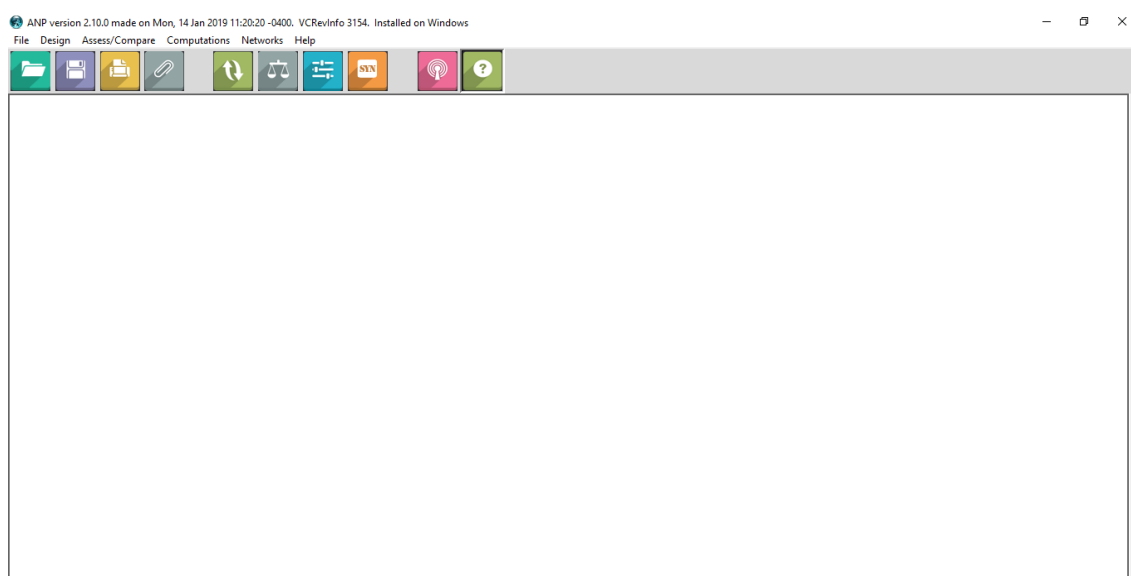 ANP version 2.10.0 made on Mon, 14 Jan 2019 11:20:20 -0400. VCRevInfo 3154. Installed on Windows
File Design Assess/Compare Computations Networks Help
SYN
?